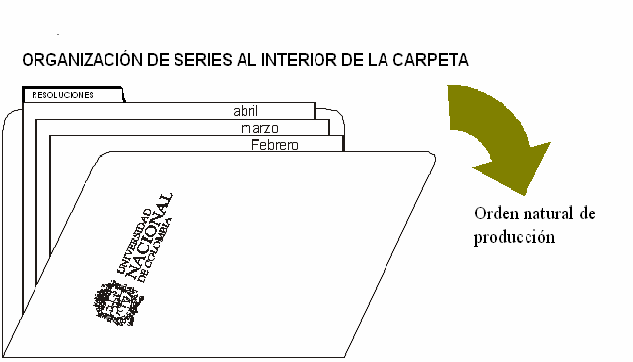 ORGANIZACIÓN DE SERIES AL INTERIOR DE LA CARPETA
RESOLUCIONES
abril
marzo
Febrero
UNIVERSIDAD
NACIONAL
DE COLOMBIA
Orden natural de
producción